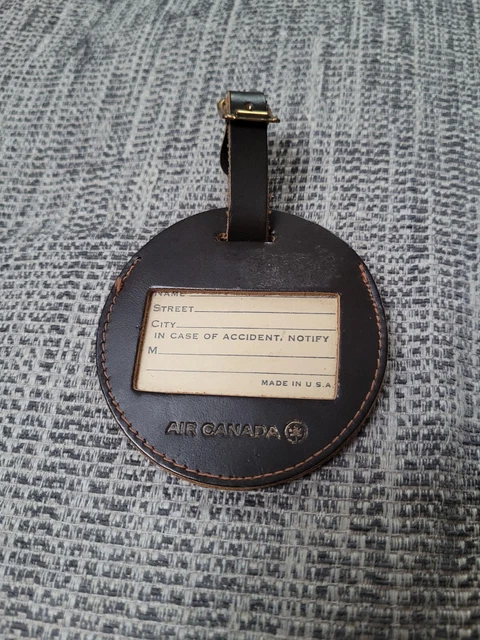 NAME
STREET
CITY
IN CASE OF ACCIDENT, NOTIFY
M
MADE IN U.S.A.
AIR CANADA